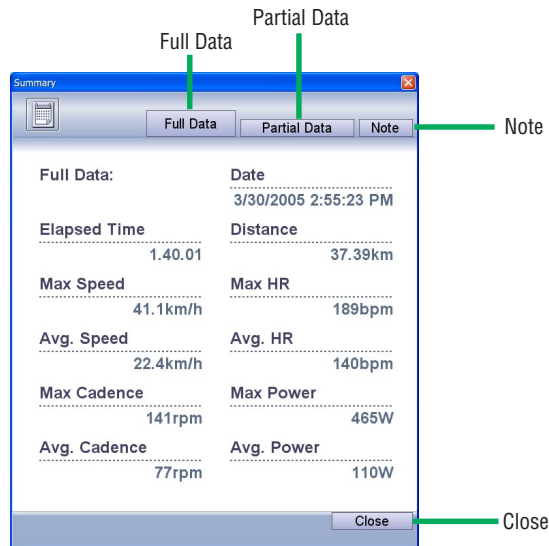 Partial Data
Full Data
Summary
Full Data Partial Data Note
Note
Full Data: Date
3/30/2005 2:55:23 PM
Elapsed Time Distance
1.40.01 37.39km
Max Speed Max HR
41.1km/h 189bpm
Avg. Speed Avg. HR
22.4km/h 140bpm
Max Cadence Max Power
141rpm 465W
Avg. Cadence Avg. Power
77rpm 110W
Close
Close